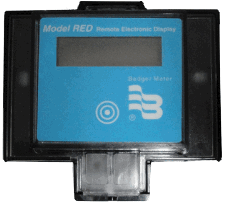 Model RED Remote Electronic Display
Badger Meter
®